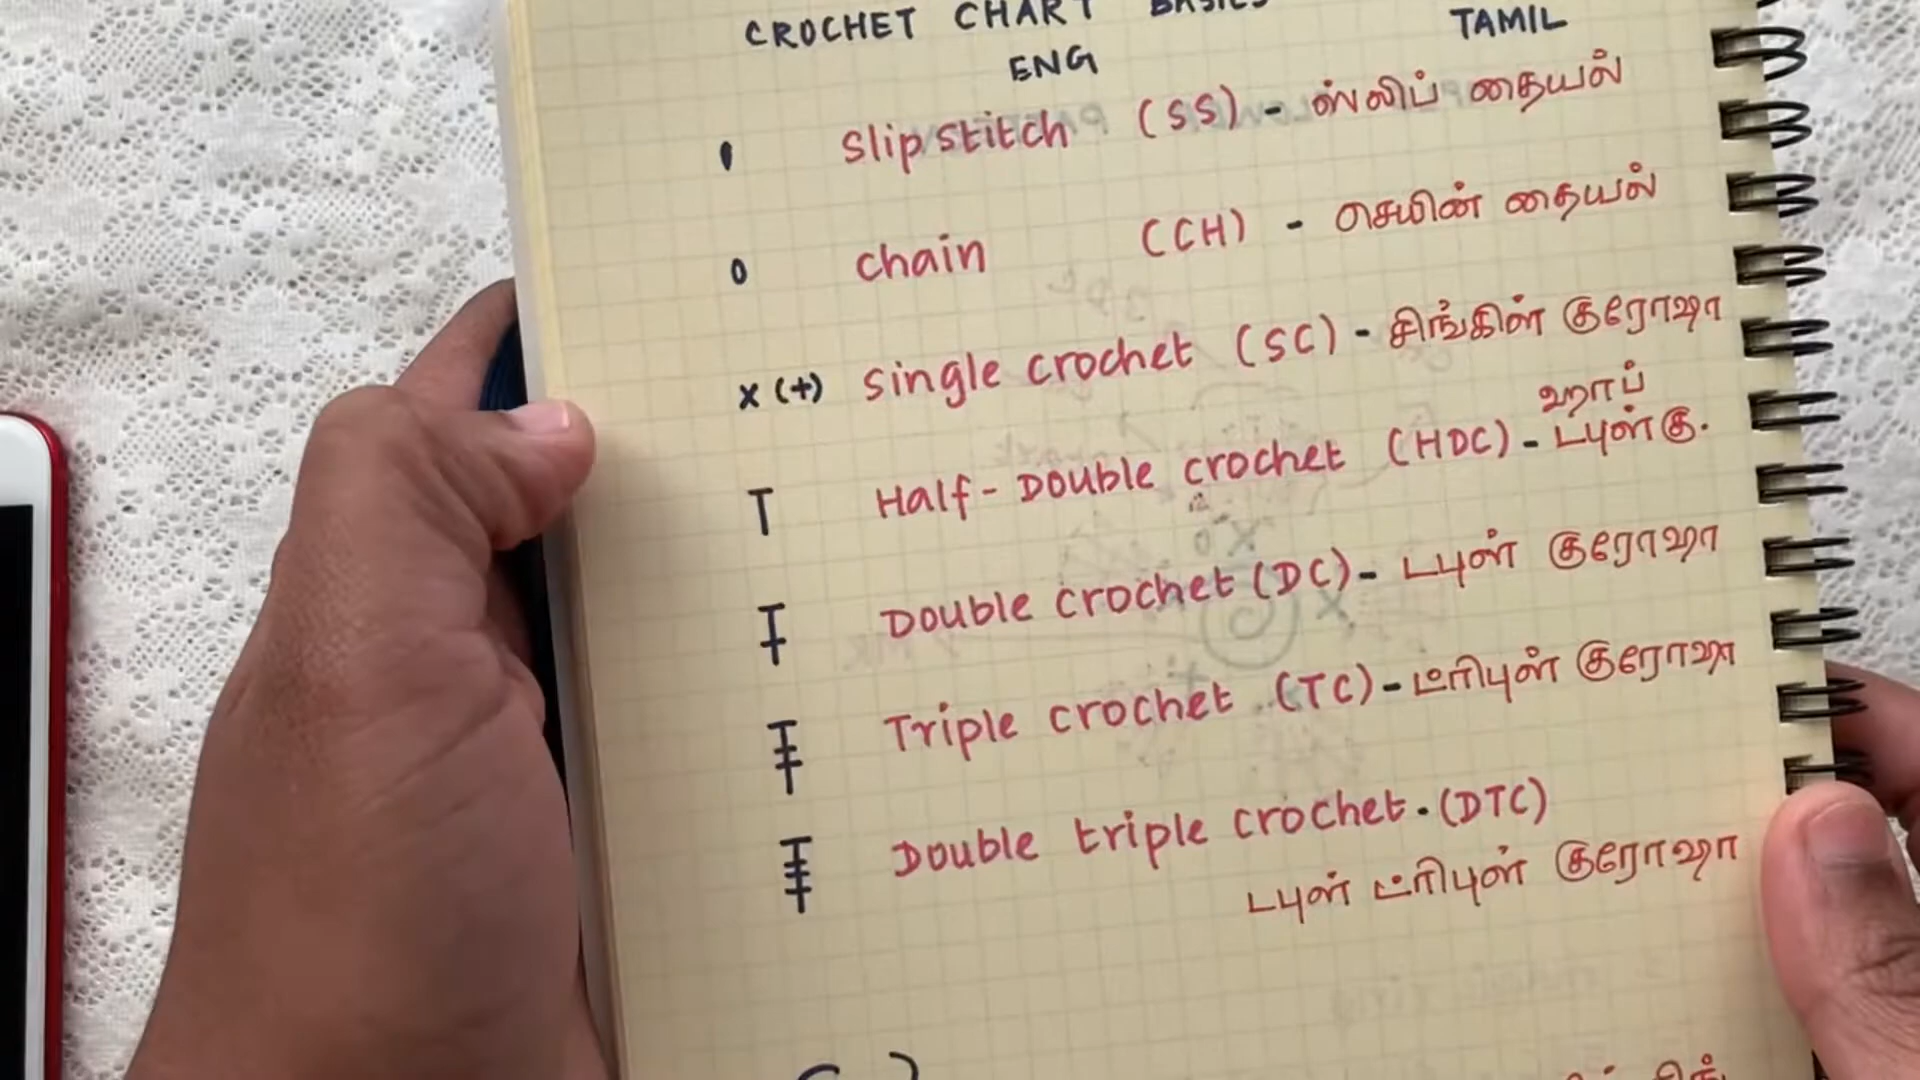 CROCHET CHART BASICS
ENG TAMIL
Slip stitch (SS) - ஸ்லிப் தையல்
chain (CH) - செயின் தையல்
x (+) Single crochet (SC) - சிங்கிள் குரோஷா
ஹாப்
T Half - Double crochet (HDC) - டபுள் கு.
Double crochet (DC) - டபுள் குரோஷா
Triple crochet (TC) - ட்ரிபுள் குரோஷா
Double triple crochet. (DTC)
டபுள் ட்ரிபுள் குரோஷா